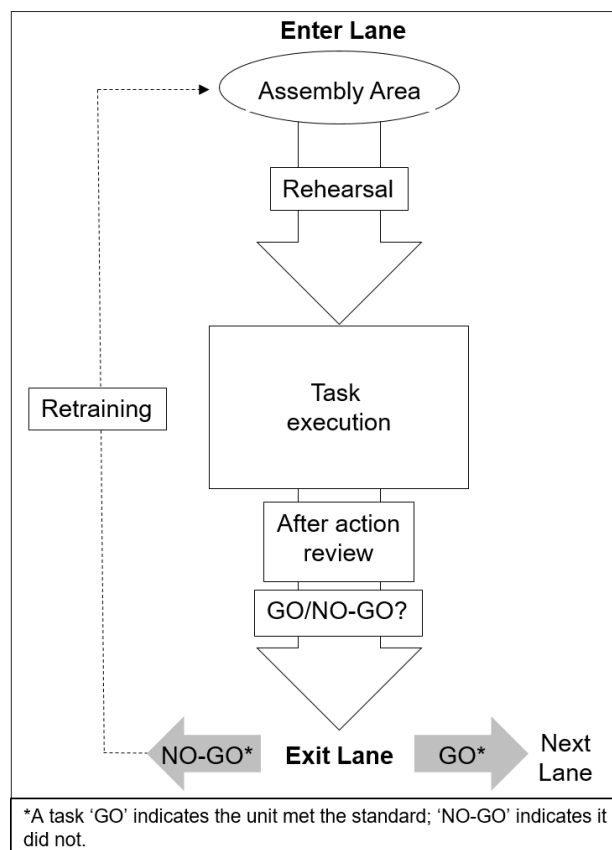 Enter Lane
Assembly Area
Rehearsal
Task
execution
Retraining
After action
review
GO/NO-GO?
NO-GO*
Exit Lane
GO*
Next
Lane
*A task ‘GO’ indicates the unit met the standard; ‘NO-GO’ indicates it
did not.